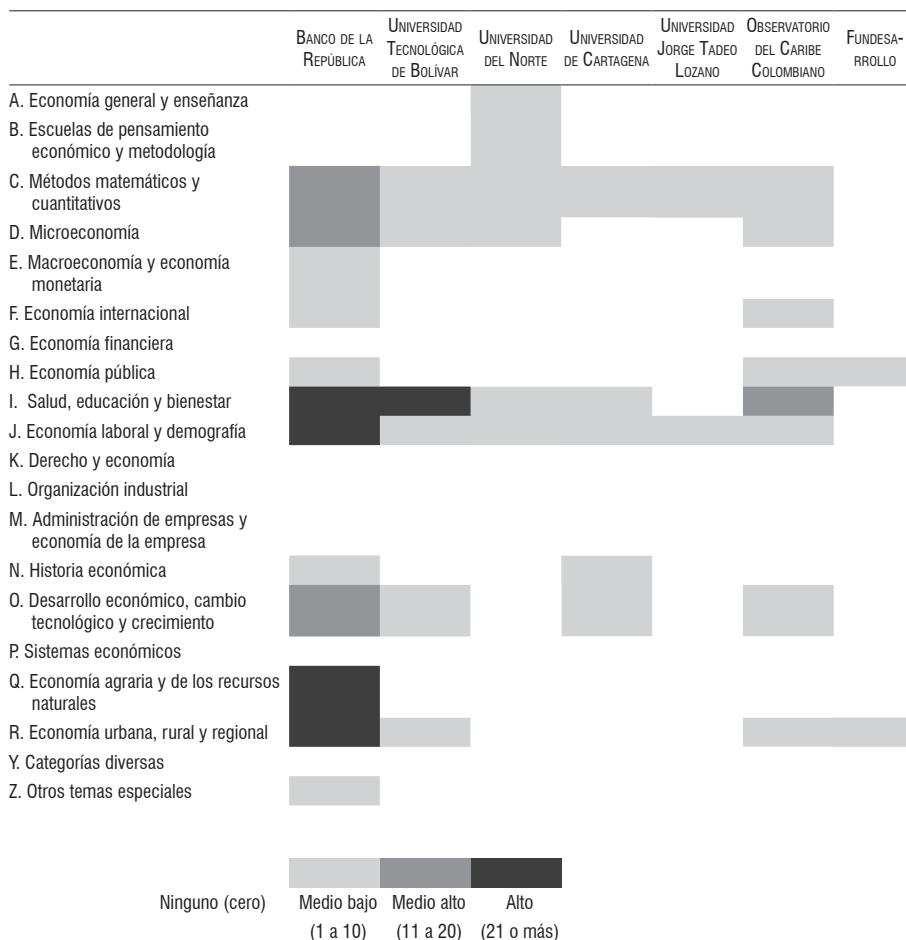 Banco de la
República
Universidad
Tecnológica
de Bolívar
Universidad
del Norte
Universidad
de Cartagena
Universidad
Jorge Tadeo
Lozano
Observatorio
del Caribe
Colombiano
Fundesa-
rrollo
A. Economía general y enseñanza
B. Escuelas de pensamiento
económico y metodología
C. Métodos matemáticos y
cuantitativos
D. Microeconomía
E. Macroeconomía y economía
monetaria
F. Economía internacional
G. Economía financiera
H. Economía pública
I. Salud, educación y bienestar
J. Economía laboral y demografía
K. Derecho y economía
L. Organización industrial
M. Administración de empresas y
economía de la empresa
N. Historia económica
O. Desarrollo económico, cambio
tecnológico y crecimiento
P. Sistemas económicos
Q. Economía agraria y de los recursos
naturales
R. Economía urbana, rural y regional
Y. Categorías diversas
Z. Otros temas especiales
Ninguno (cero) Medio bajo Medio alto Alto
(1 a 10) (11 a 20) (21 o más)